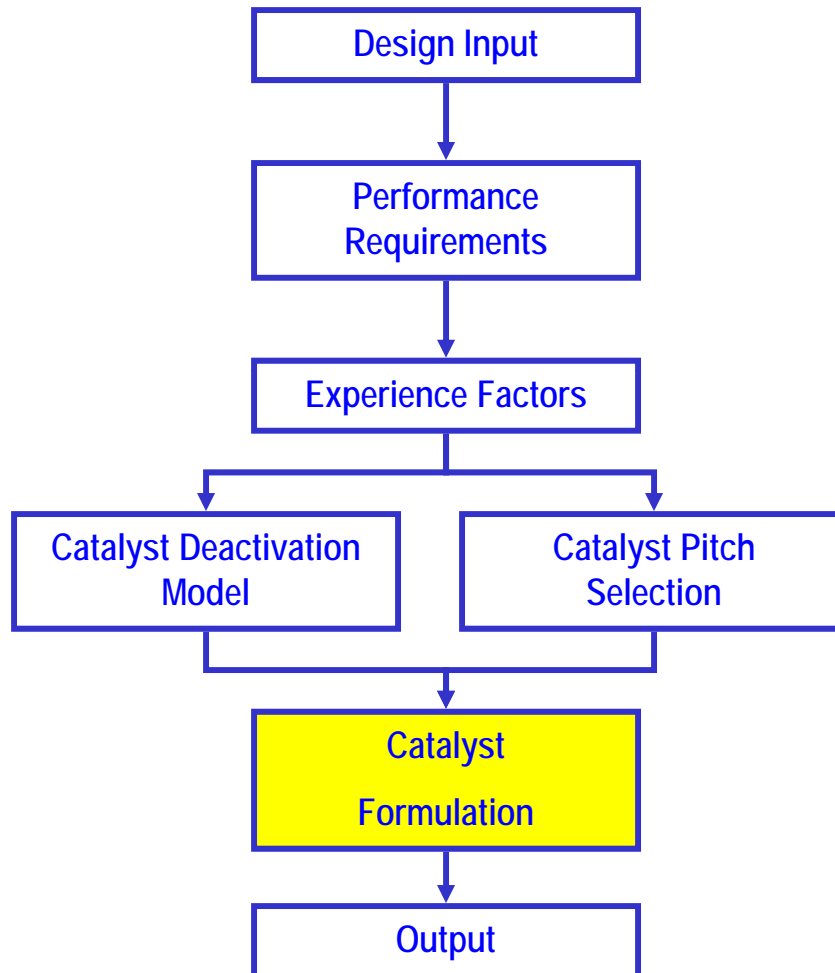 Design Input
Performance
Requirements
Experience Factors
Catalyst Deactivation
Model
Catalyst Pitch
Selection
Catalyst
Formulation
Output